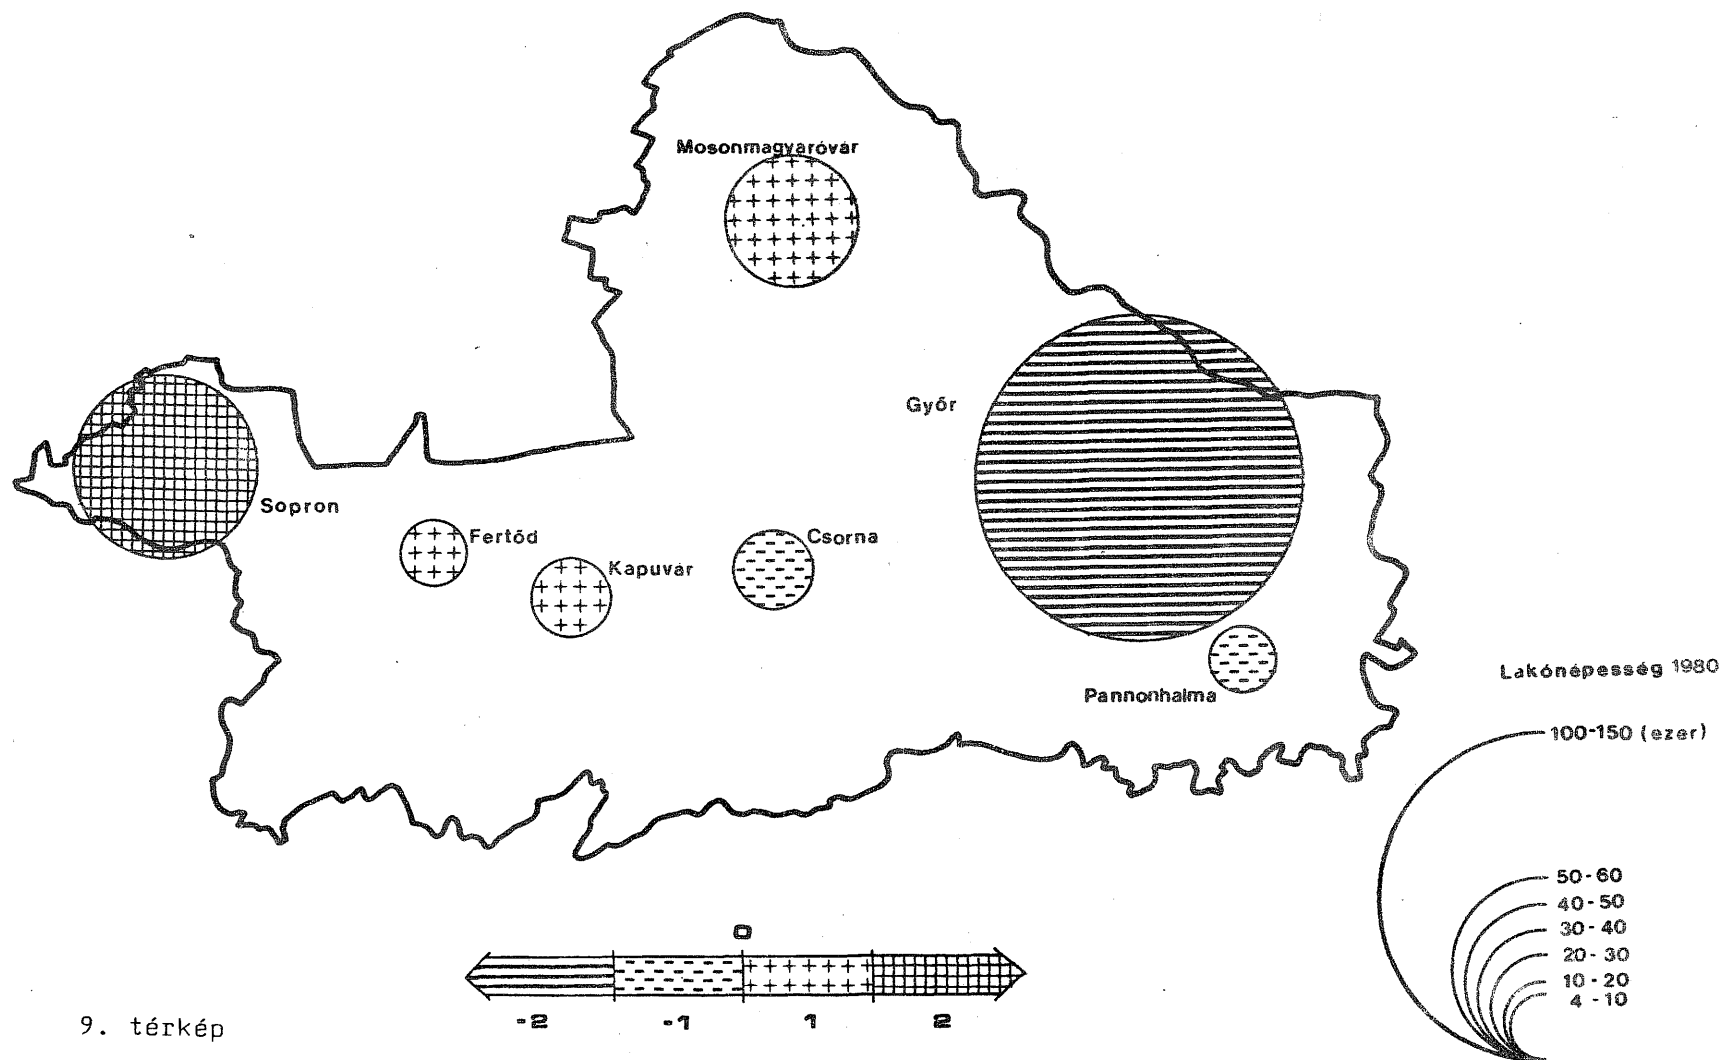 Mosonmagyaróvár
Győr
Sopron
Fertőd
Csorna
Kapuvár
Pannonhalma
Lakónépesség 1980
100-150 (ezer)
50-60
40-50
30-40
20-30
10-20
4-10
0
-2 -1 1 2
9. térkép